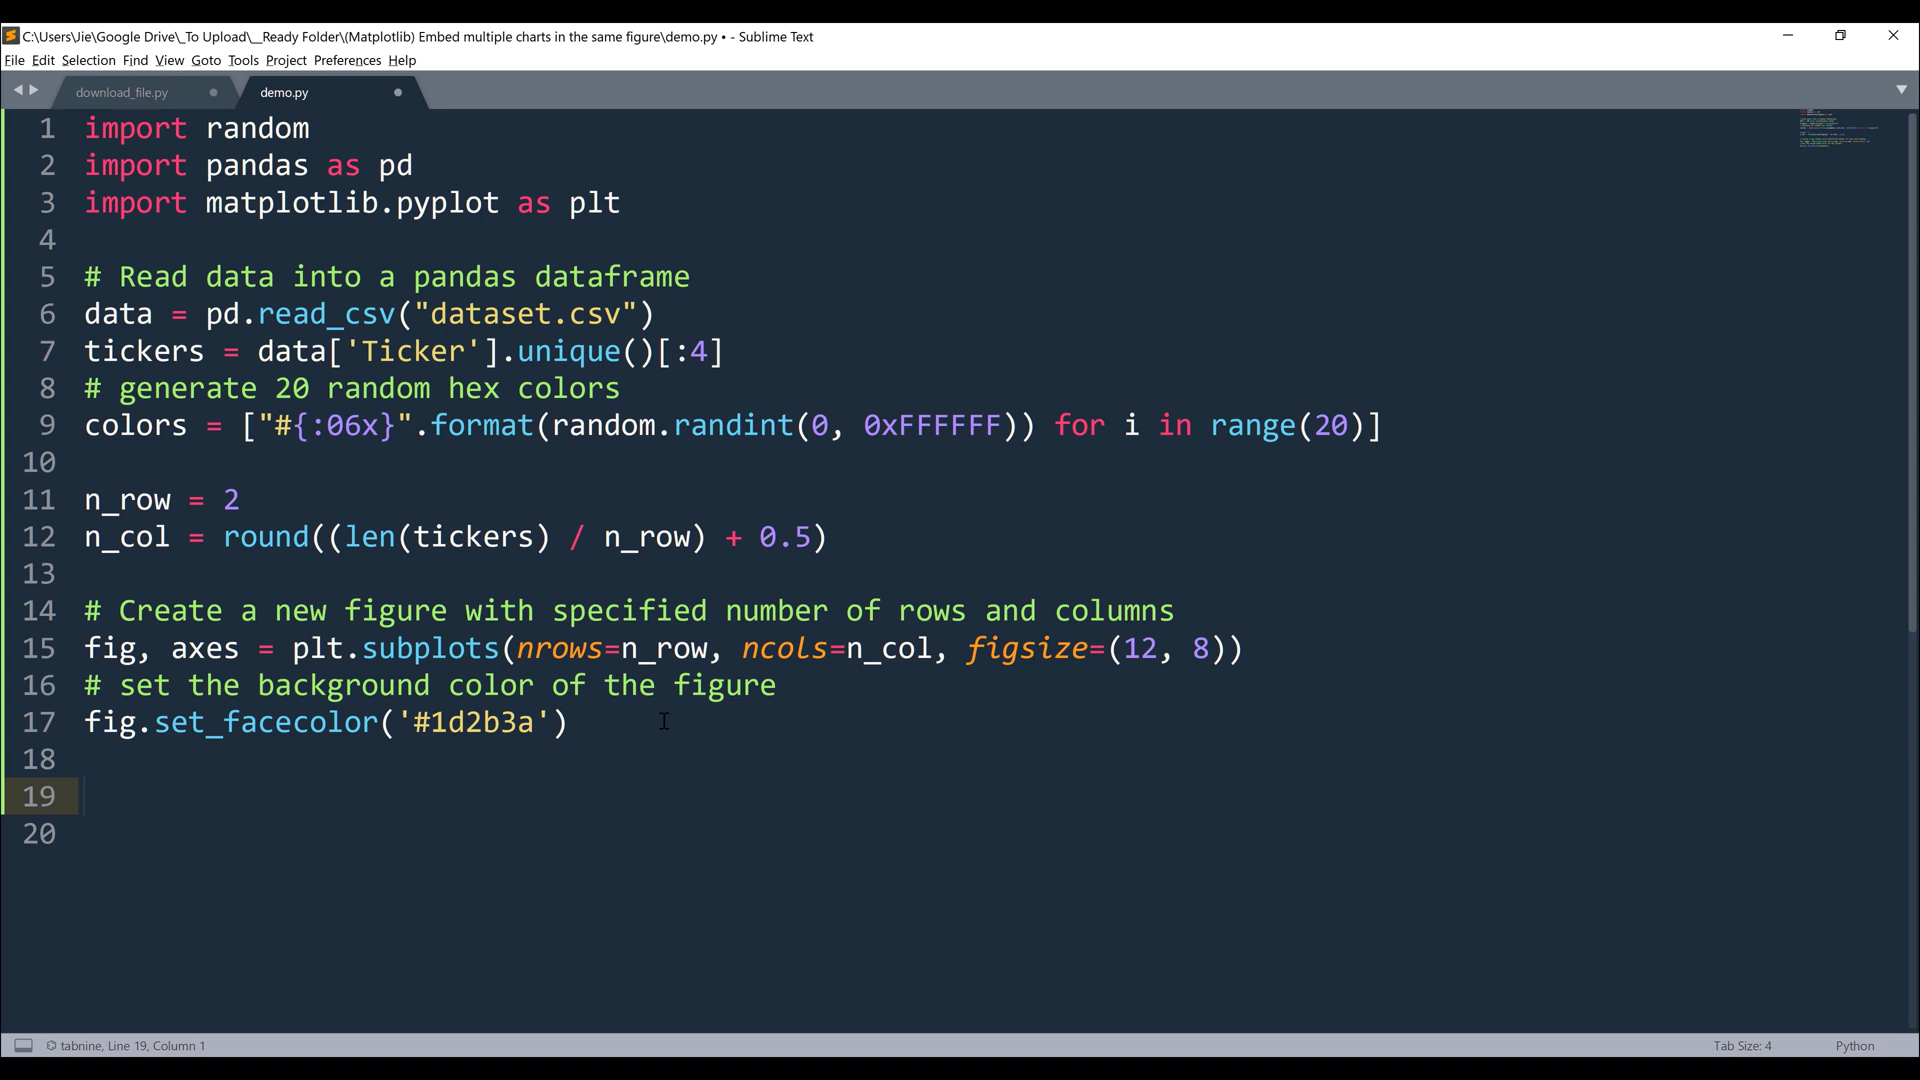 C:\Users\Jie\Google Drive\_To Upload\__Ready Folder\(Matplotlib) Embed multiple charts in the same figure\demo.py • - Sublime Text
File Edit Selection Find View Goto Tools Project Preferences Help
download_file.py demo.py
1 import random
2 import pandas as pd
3 import matplotlib.pyplot as plt
4
5 # Read data into a pandas dataframe
6 data = pd.read_csv("dataset.csv")
7 tickers = data['Ticker'].unique()[:4]
8 # generate 20 random hex colors
9 colors = ["#{:06x}".format(random.randint(0, 0xFFFFFF)) for i in range(20)]
10
11 n_row = 2
12 n_col = round((len(tickers) / n_row) + 0.5)
13
14 # Create a new figure with specified number of rows and columns
15 fig, axes = plt.subplots(nrows=n_row, ncols=n_col, figsize=(12, 8))
16 # set the background color of the figure
17 fig.set_facecolor('#1d2b3a')
18
19
20
tabnine, Line 19, Column 1 Tab Size: 4 Python